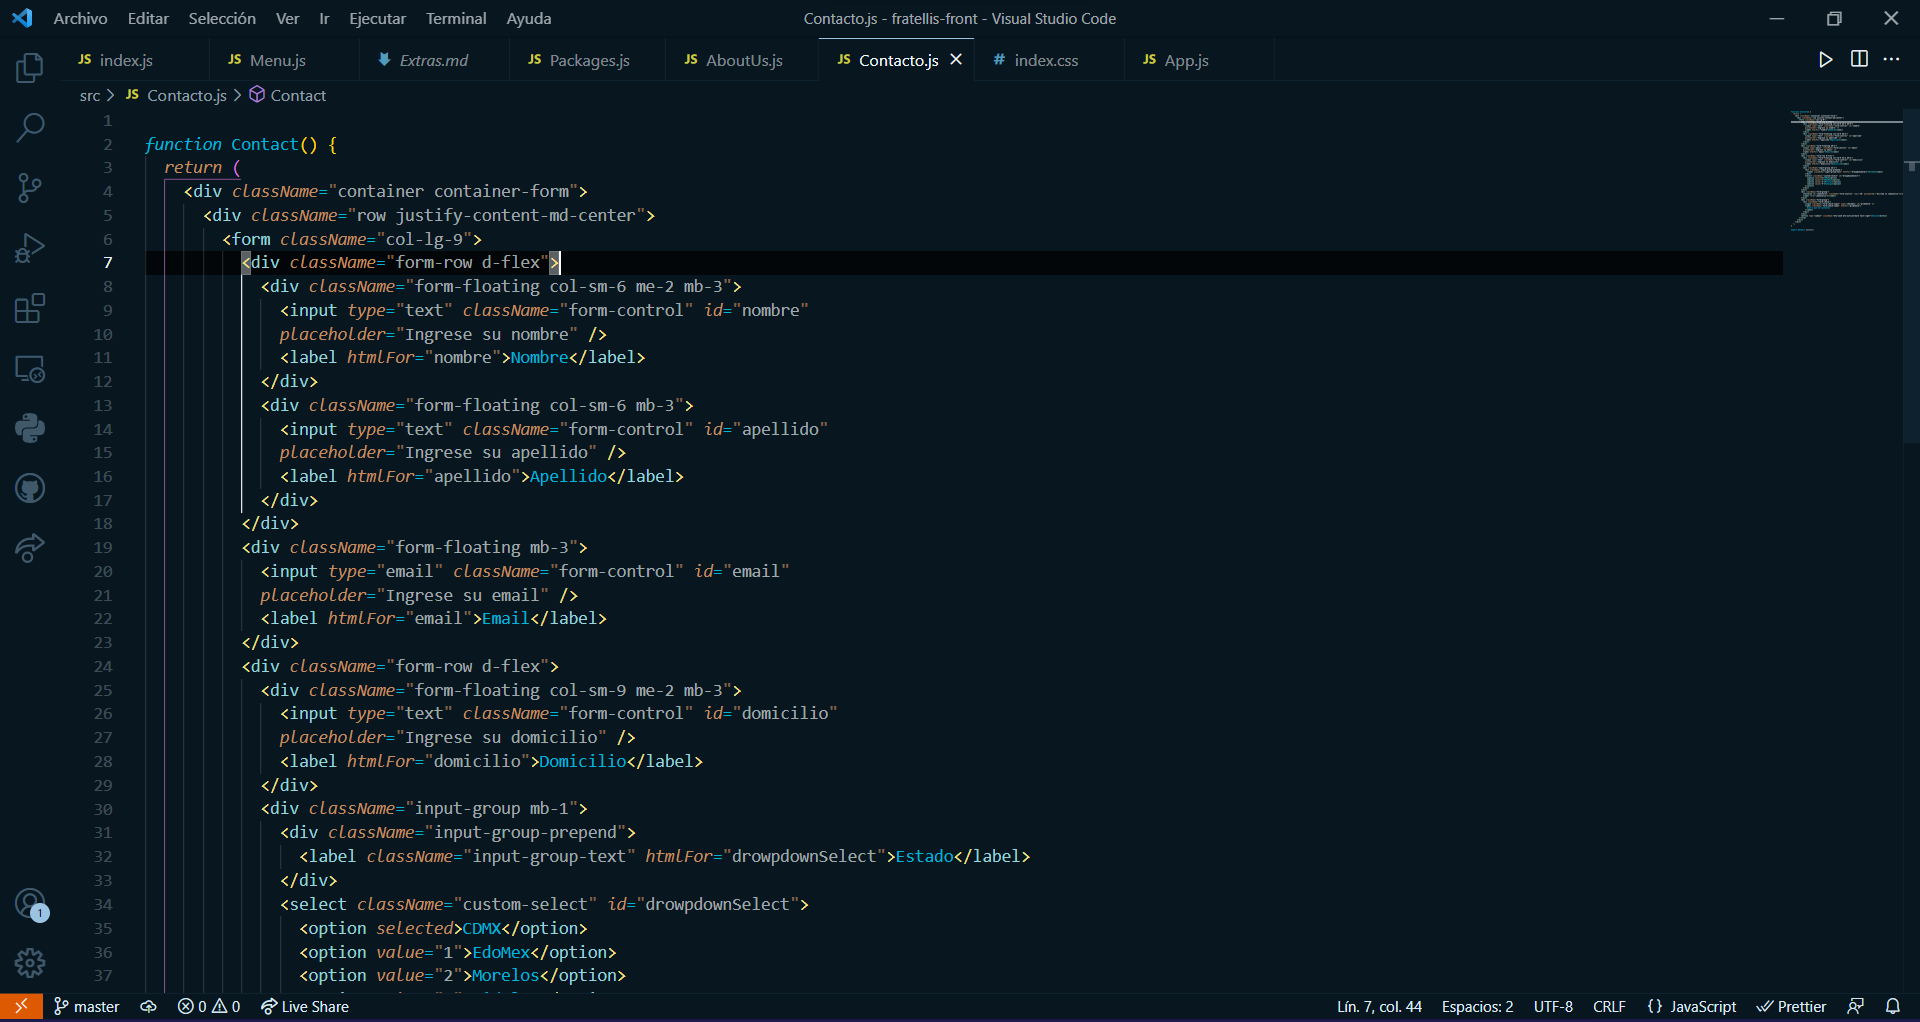 Archivo Editar Selección Ver Ir Ejecutar Terminal Ayuda Contacto.js - fratellis-front - Visual Studio Code
JS index.js JS Menu.js Extras.md JS Packages.js JS AboutUs.js JS Contacto.js # index.css JS App.js
src > JS Contacto.js > Contact
1
2 function Contact() {
3 return (
4 <div className="container container-form">
5 <div className="row justify-content-md-center">
6 <form className="col-lg-9">
7 <div className="form-row d-flex">
8 <div className="form-floating col-sm-6 me-2 mb-3">
9 <input type="text" className="form-control" id="nombre"
10 placeholder="Ingrese su nombre" />
11 <label htmlFor="nombre">Nombre</label>
12 </div>
13 <div className="form-floating col-sm-6 mb-3">
14 <input type="text" className="form-control" id="apellido"
15 placeholder="Ingrese su apellido" />
16 <label htmlFor="apellido">Apellido</label>
17 </div>
18 </div>
19 <div className="form-floating mb-3">
20 <input type="email" className="form-control" id="email"
21 placeholder="Ingrese su email" />
22 <label htmlFor="email">Email</label>
23 </div>
24 <div className="form-row d-flex">
25 <div className="form-floating col-sm-9 me-2 mb-3">
26 <input type="text" className="form-control" id="domicilio"
27 placeholder="Ingrese su domicilio" />
28 <label htmlFor="domicilio">Domicilio</label>
29 </div>
30 <div className="input-group mb-1">
31 <div className="input-group-prepend">
32 <label className="input-group-text" htmlFor="drowpdownSelect">Estado</label>
33 </div>
34 <select className="custom-select" id="drowpdownSelect">
35 <option selected>CDMX</option>
36 <option value="1">EdoMex</option>
37 <option value="2">Morelos</option>
1
master 0 0 Live Share Lín. 7, col. 44 Espacios: 2 UTF-8 CRLF {} JavaScript Prettier